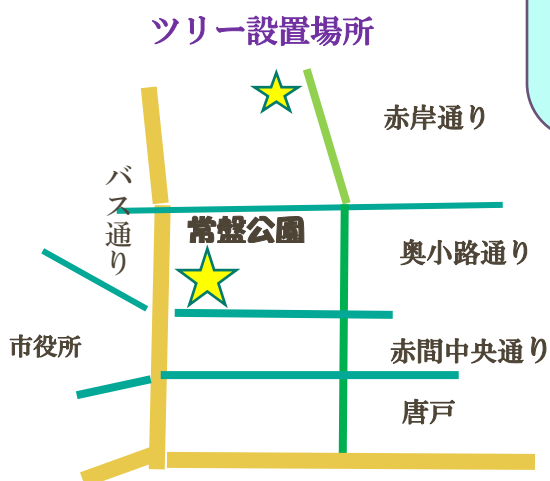 ツリー設置場所
赤岸通り
バス通り
常盤公園
奥小路通り
市役所
赤間中央通り
唐戸